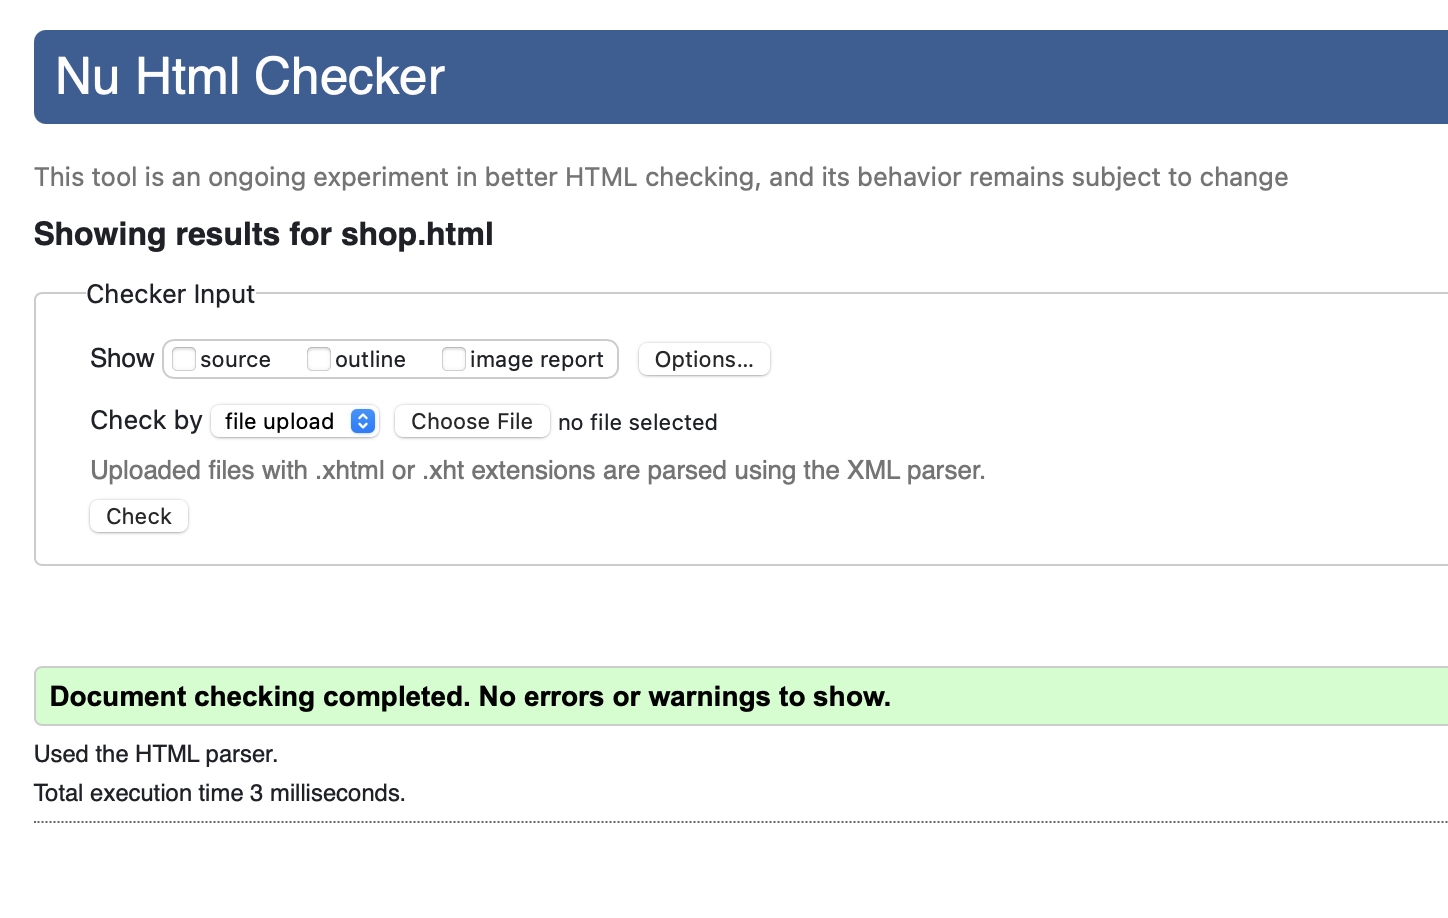 Nu Html Checker
This tool is an ongoing experiment in better HTML checking, and its behavior remains subject to change
Showing results for shop.html
Checker Input
Show source outline image report Options...
Check by file upload Choose File no file selected
Uploaded files with .xhtml or .xht extensions are parsed using the XML parser.
Check
Document checking completed. No errors or warnings to show.
Used the HTML parser.
Total execution time 3 milliseconds.